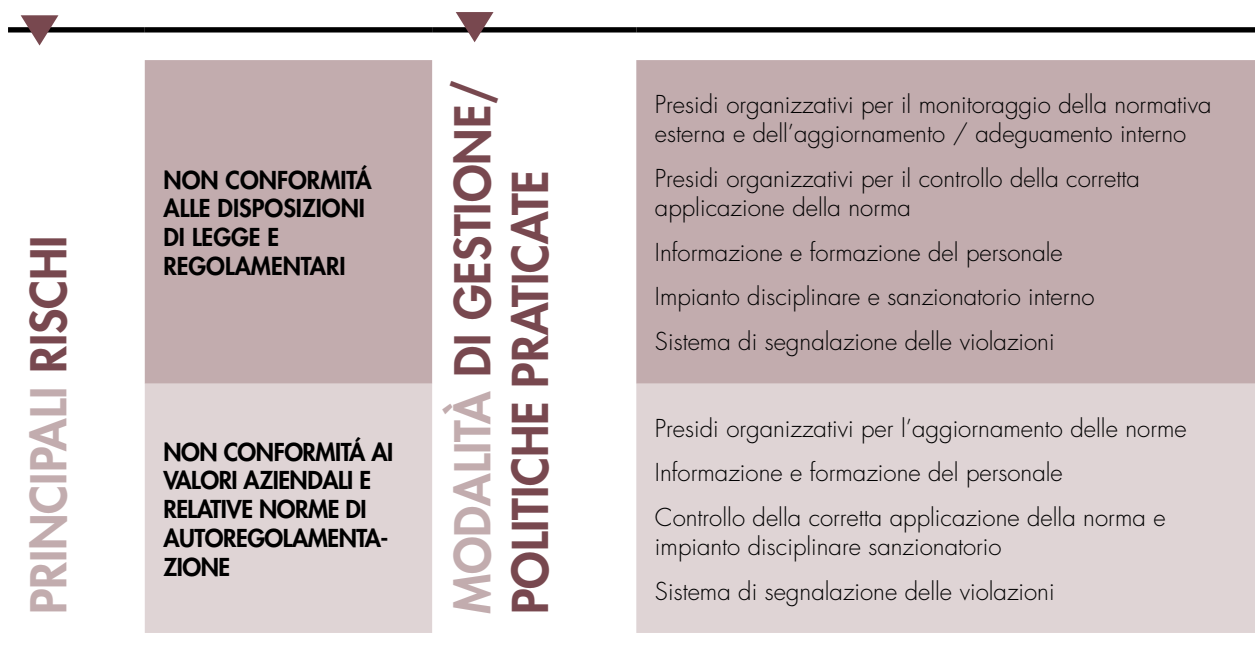 PRINCIPALI RISCHI
NON CONFORMITÁ
ALLE DISPOSIZIONI
DI LEGGE E
REGOLAMENTARI
NON CONFORMITÁ AI
VALORI AZIENDALI E
RELATIVE NORME DI
AUTOREGOLAMENTA-
ZIONE
MODALITÀ DI GESTIONE/
POLITICHE PRATICATE
Presidi organizzativi per il monitoraggio della normativa
esterna e dell’aggiornamento / adeguamento interno
Presidi organizzativi per il controllo della corretta
applicazione della norma
Informazione e formazione del personale
Impianto disciplinare e sanzionatorio interno
Sistema di segnalazione delle violazioni
Presidi organizzativi per l’aggiornamento delle norme
Informazione e formazione del personale
Controllo della corretta applicazione della norma e
impianto disciplinare sanzionatorio
Sistema di segnalazione delle violazioni